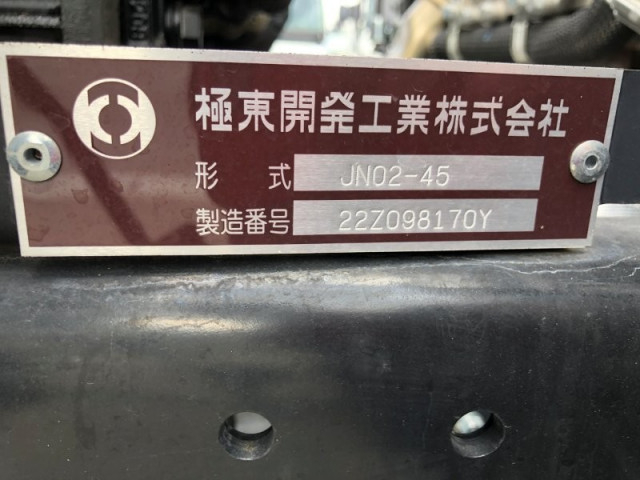 極東開発工業株式会社
形 式 JN02-45
製造番号 22Z098170Y